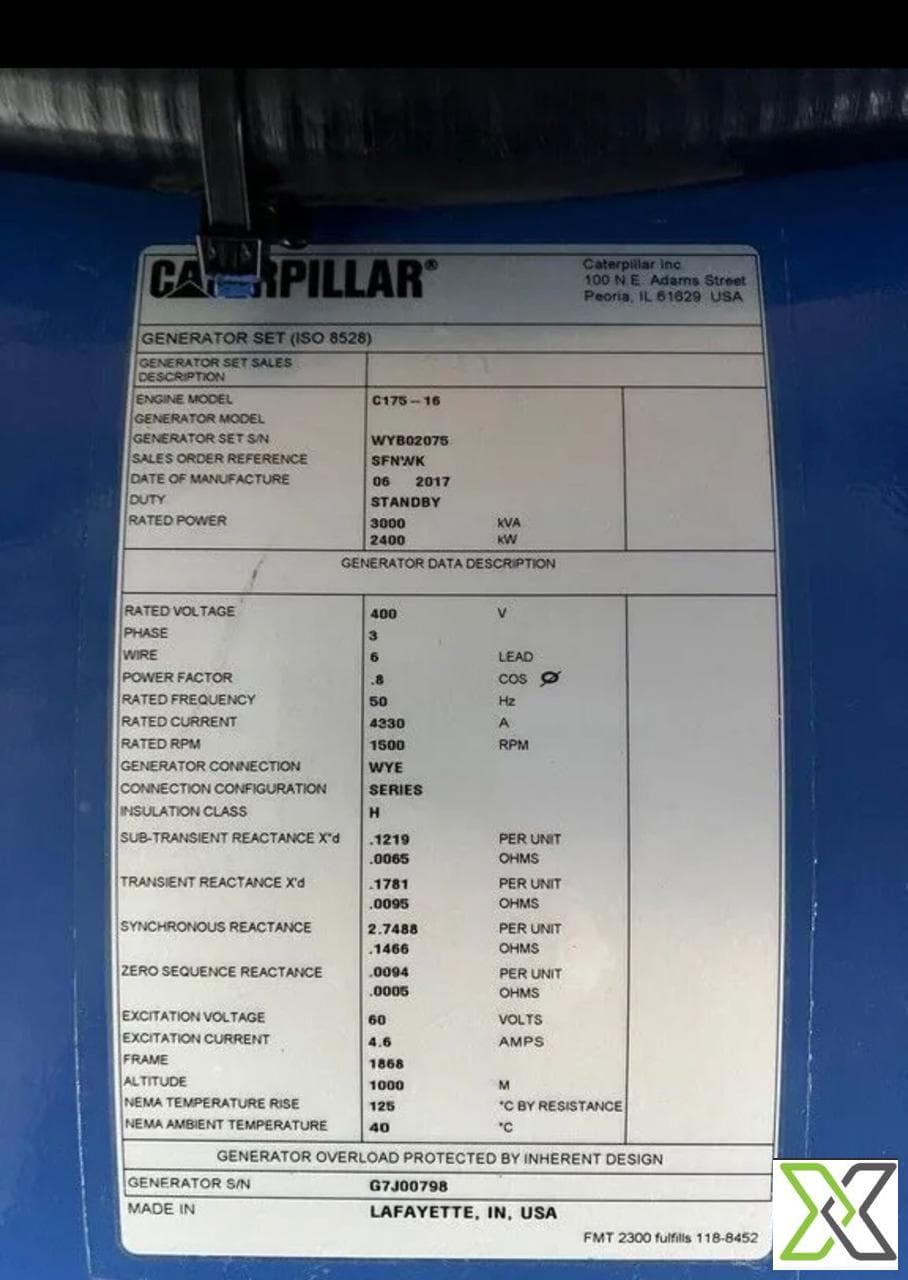 CATERPILLAR®
Caterpillar Inc.
100 N.E. Adams Street
Peoria, IL 61629 USA
GENERATOR SET (ISO 8528)
GENERATOR SET SALES
DESCRIPTION
ENGINE MODEL C175-16
GENERATOR MODEL
GENERATOR SET S/N WYB02075
SALES ORDER REFERENCE SFNWK
DATE OF MANUFACTURE 06 2017
DUTY STANDBY
RATED POWER 3000 kVA
2400 kW
GENERATOR DATA DESCRIPTION
RATED VOLTAGE 400 V
PHASE 3
WIRE 6 LEAD
POWER FACTOR .8 COS Ø
RATED FREQUENCY 50 Hz
RATED CURRENT 4330 A
RATED RPM 1500 RPM
GENERATOR CONNECTION WYE
CONNECTION CONFIGURATION SERIES
INSULATION CLASS H
SUB-TRANSIENT REACTANCE X"d .1219 PER UNIT
.0065 OHMS
TRANSIENT REACTANCE X'd .1781 PER UNIT
.0095 OHMS
SYNCHRONOUS REACTANCE 2.7488 PER UNIT
.1466 OHMS
ZERO SEQUENCE REACTANCE .0094 PER UNIT
.0005 OHMS
EXCITATION VOLTAGE 60 VOLTS
EXCITATION CURRENT 4.6 AMPS
FRAME 1868
ALTITUDE 1000 M
NEMA TEMPERATURE RISE 125 °C BY RESISTANCE
NEMA AMBIENT TEMPERATURE 40 °C
GENERATOR OVERLOAD PROTECTED BY INHERENT DESIGN
GENERATOR S/N G7J00798
MADE IN LAFAYETTE, IN, USA
FMT 2300 fulfills 118-8452